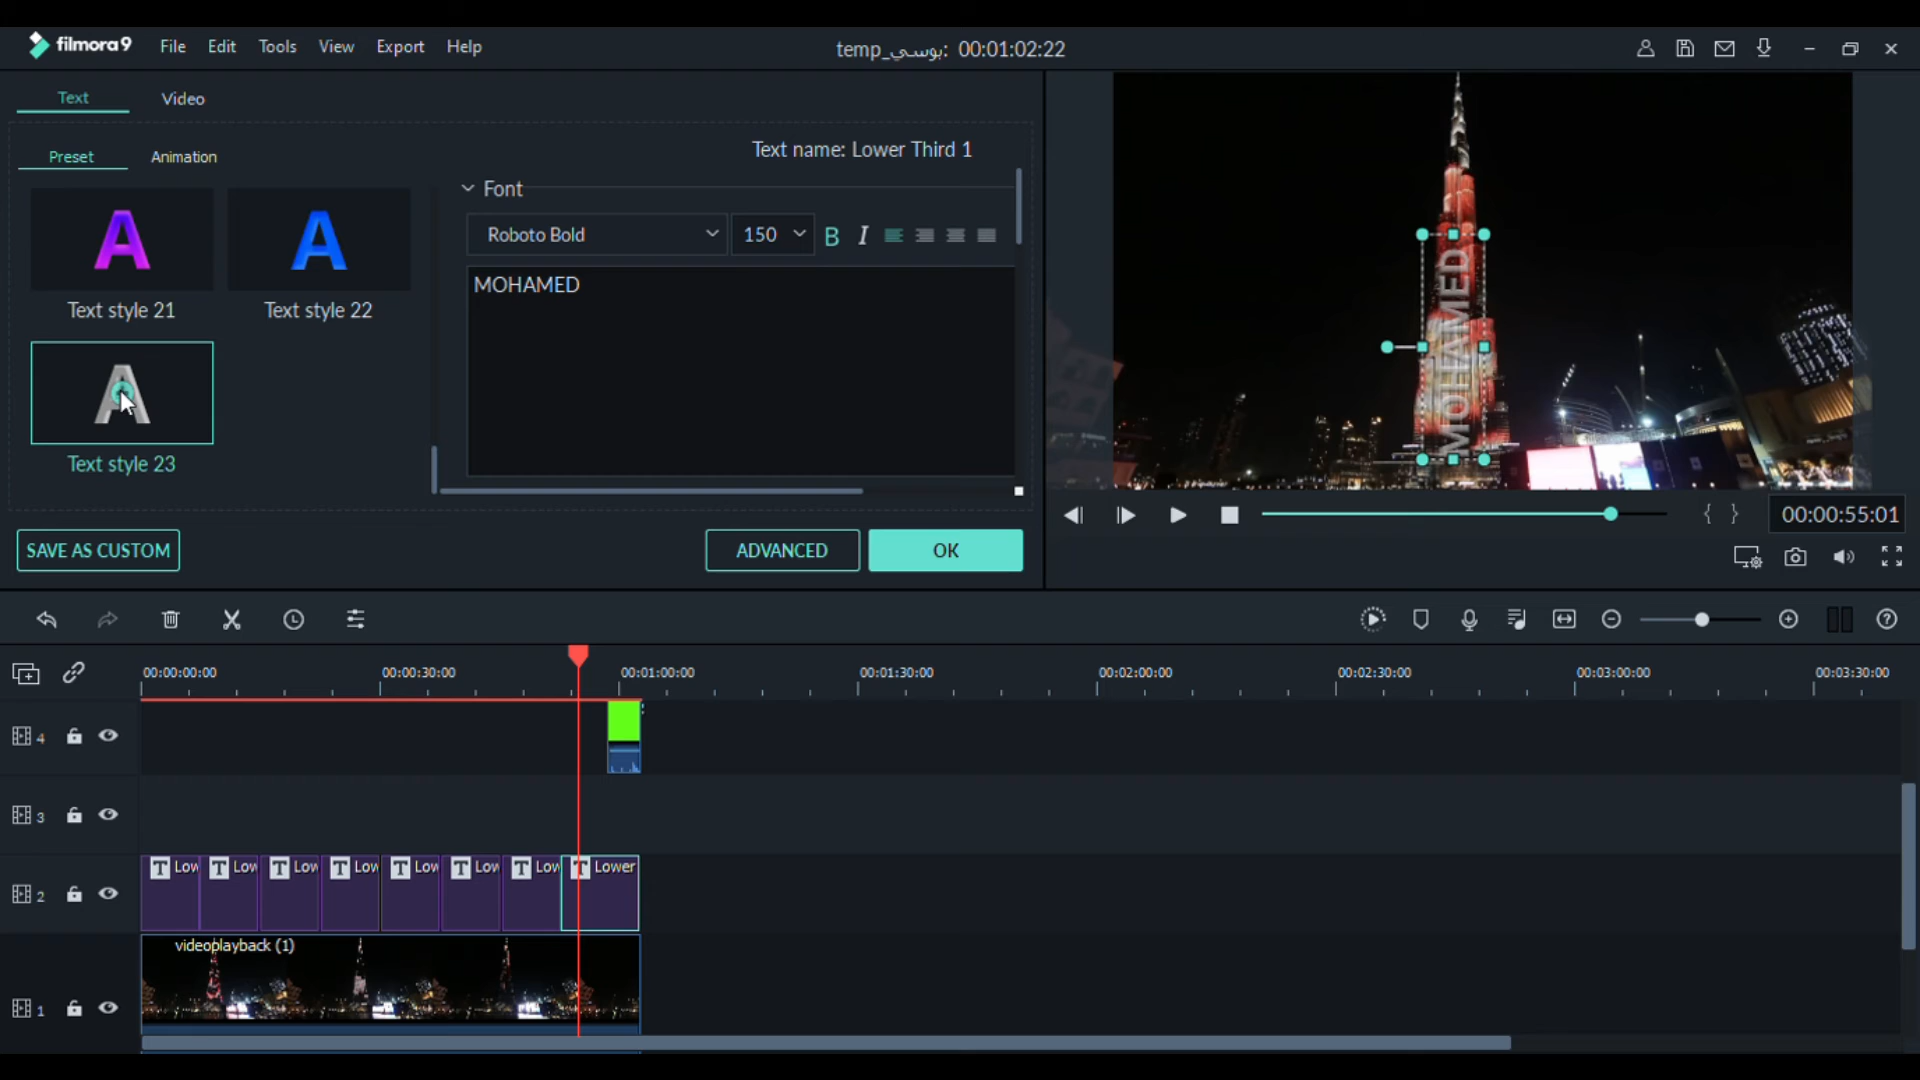 filmora9 File Edit Tools View Export Help
temp_بوسي: 00:01:02:22
Text Video
Preset Animation
Text name: Lower Third 1
Font
Roboto Bold 150 B I
MOHAMED
A A
Text style 21 Text style 22
A
Text style 23
MOHAMED
SAVE AS CUSTOM ADVANCED OK
00:00:55:01
00:00:00:00 00:00:30:00 00:01:00:00 00:01:30:00 00:02:00:00 00:02:30:00 00:03:00:00 00:03:30:00
4
3
2 T Low T Low T Low T Low T Low T Low T Low T Lower
videoplayback (1)
1